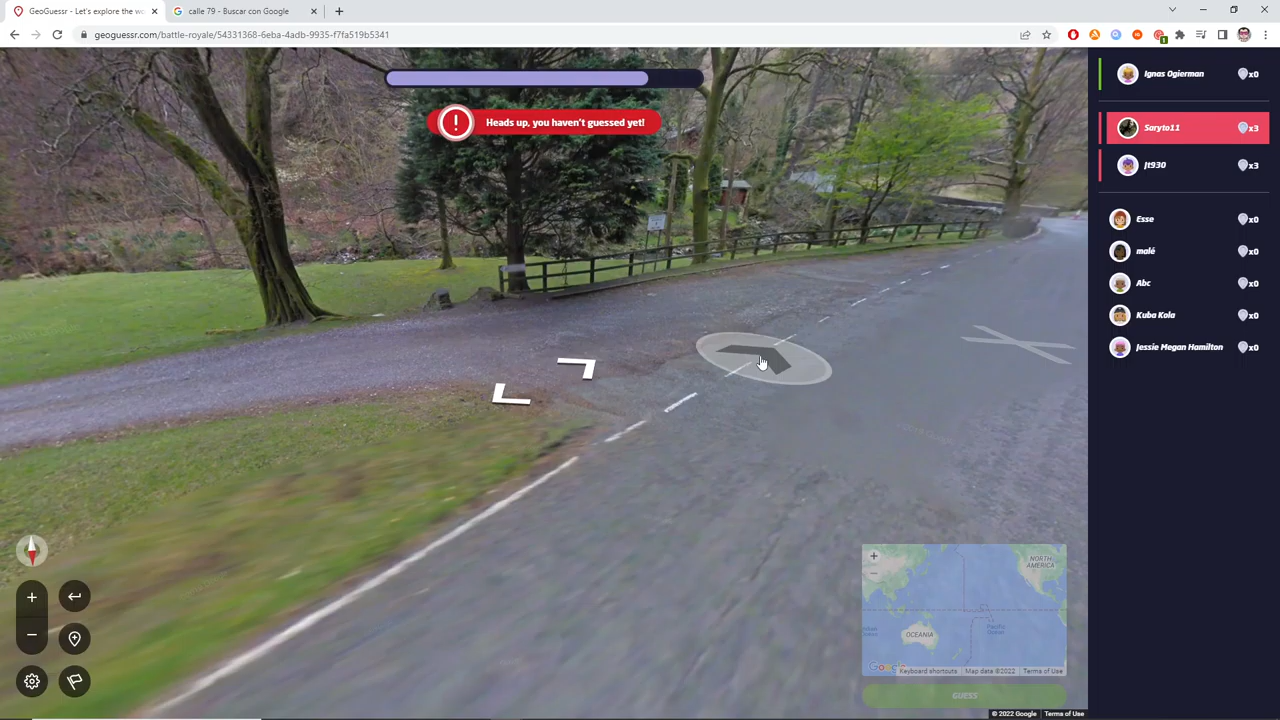 GeoGuessr - Let's explore the wo
calle 79 - Buscar con Google
geoguessr.com/battle-royale/54331368-6eba-4adb-9935-f7fa519b5341
Heads up, you haven't guessed yet!
Ignas Ogierman x0
Saryto11 x3
Jt930 x3
Esse x0
malé x0
Abc x0
Kuba Kola x0
Jessie Megan Hamilton x0
NORTH
AMERICA
Pacific
Ocean
OCEANIA
Google
Keyboard shortcuts Map data ©2022 Terms of Use
GUESS
© 2022 Google Terms of Use